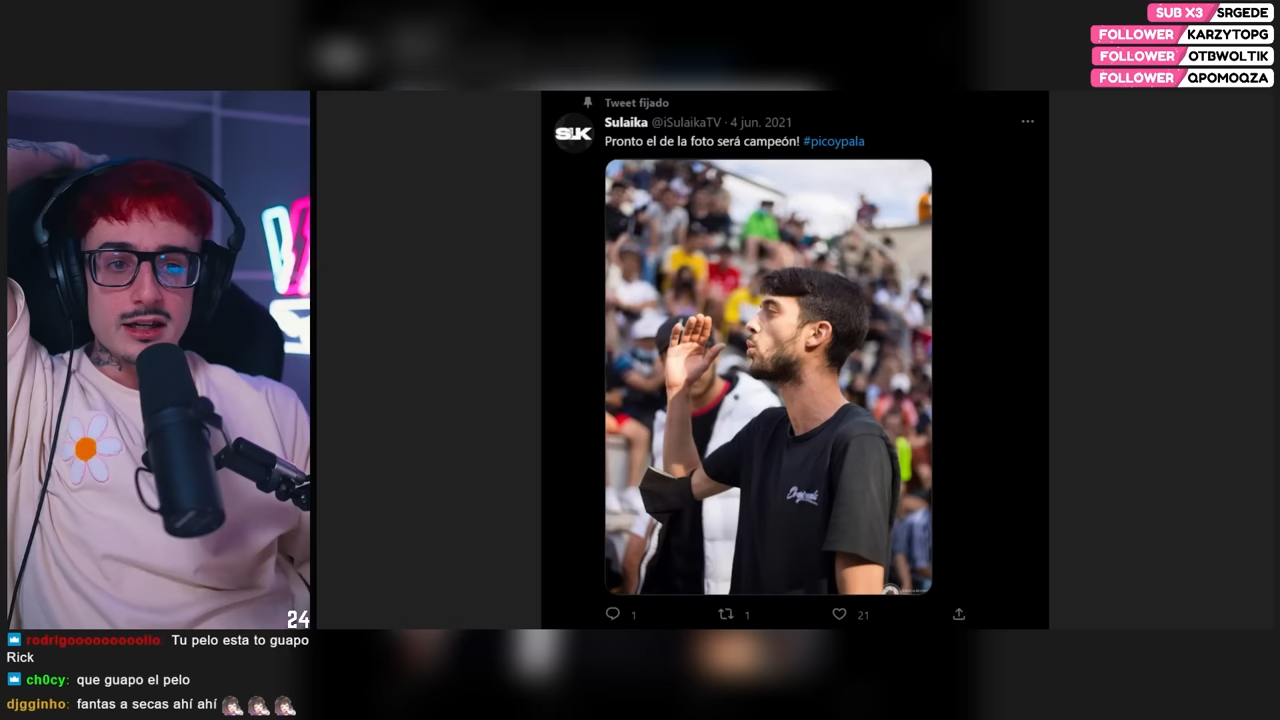 SUB X3 SRGEDE
FOLLOWER KARZYTOPG
FOLLOWER OTBWOLTIK
FOLLOWER QPOMOQZA
Tweet fijado
SLK
Sulaika @iSulaikaTV · 4 jun. 2021
Pronto el de la foto será campeón! #picoypala
1
1
21
24
rodrigooooooooollo: Tu pelo esta to guapo
Rick
ch0cy: que guapo el pelo
djgginho: fantas a secas ahí ahí